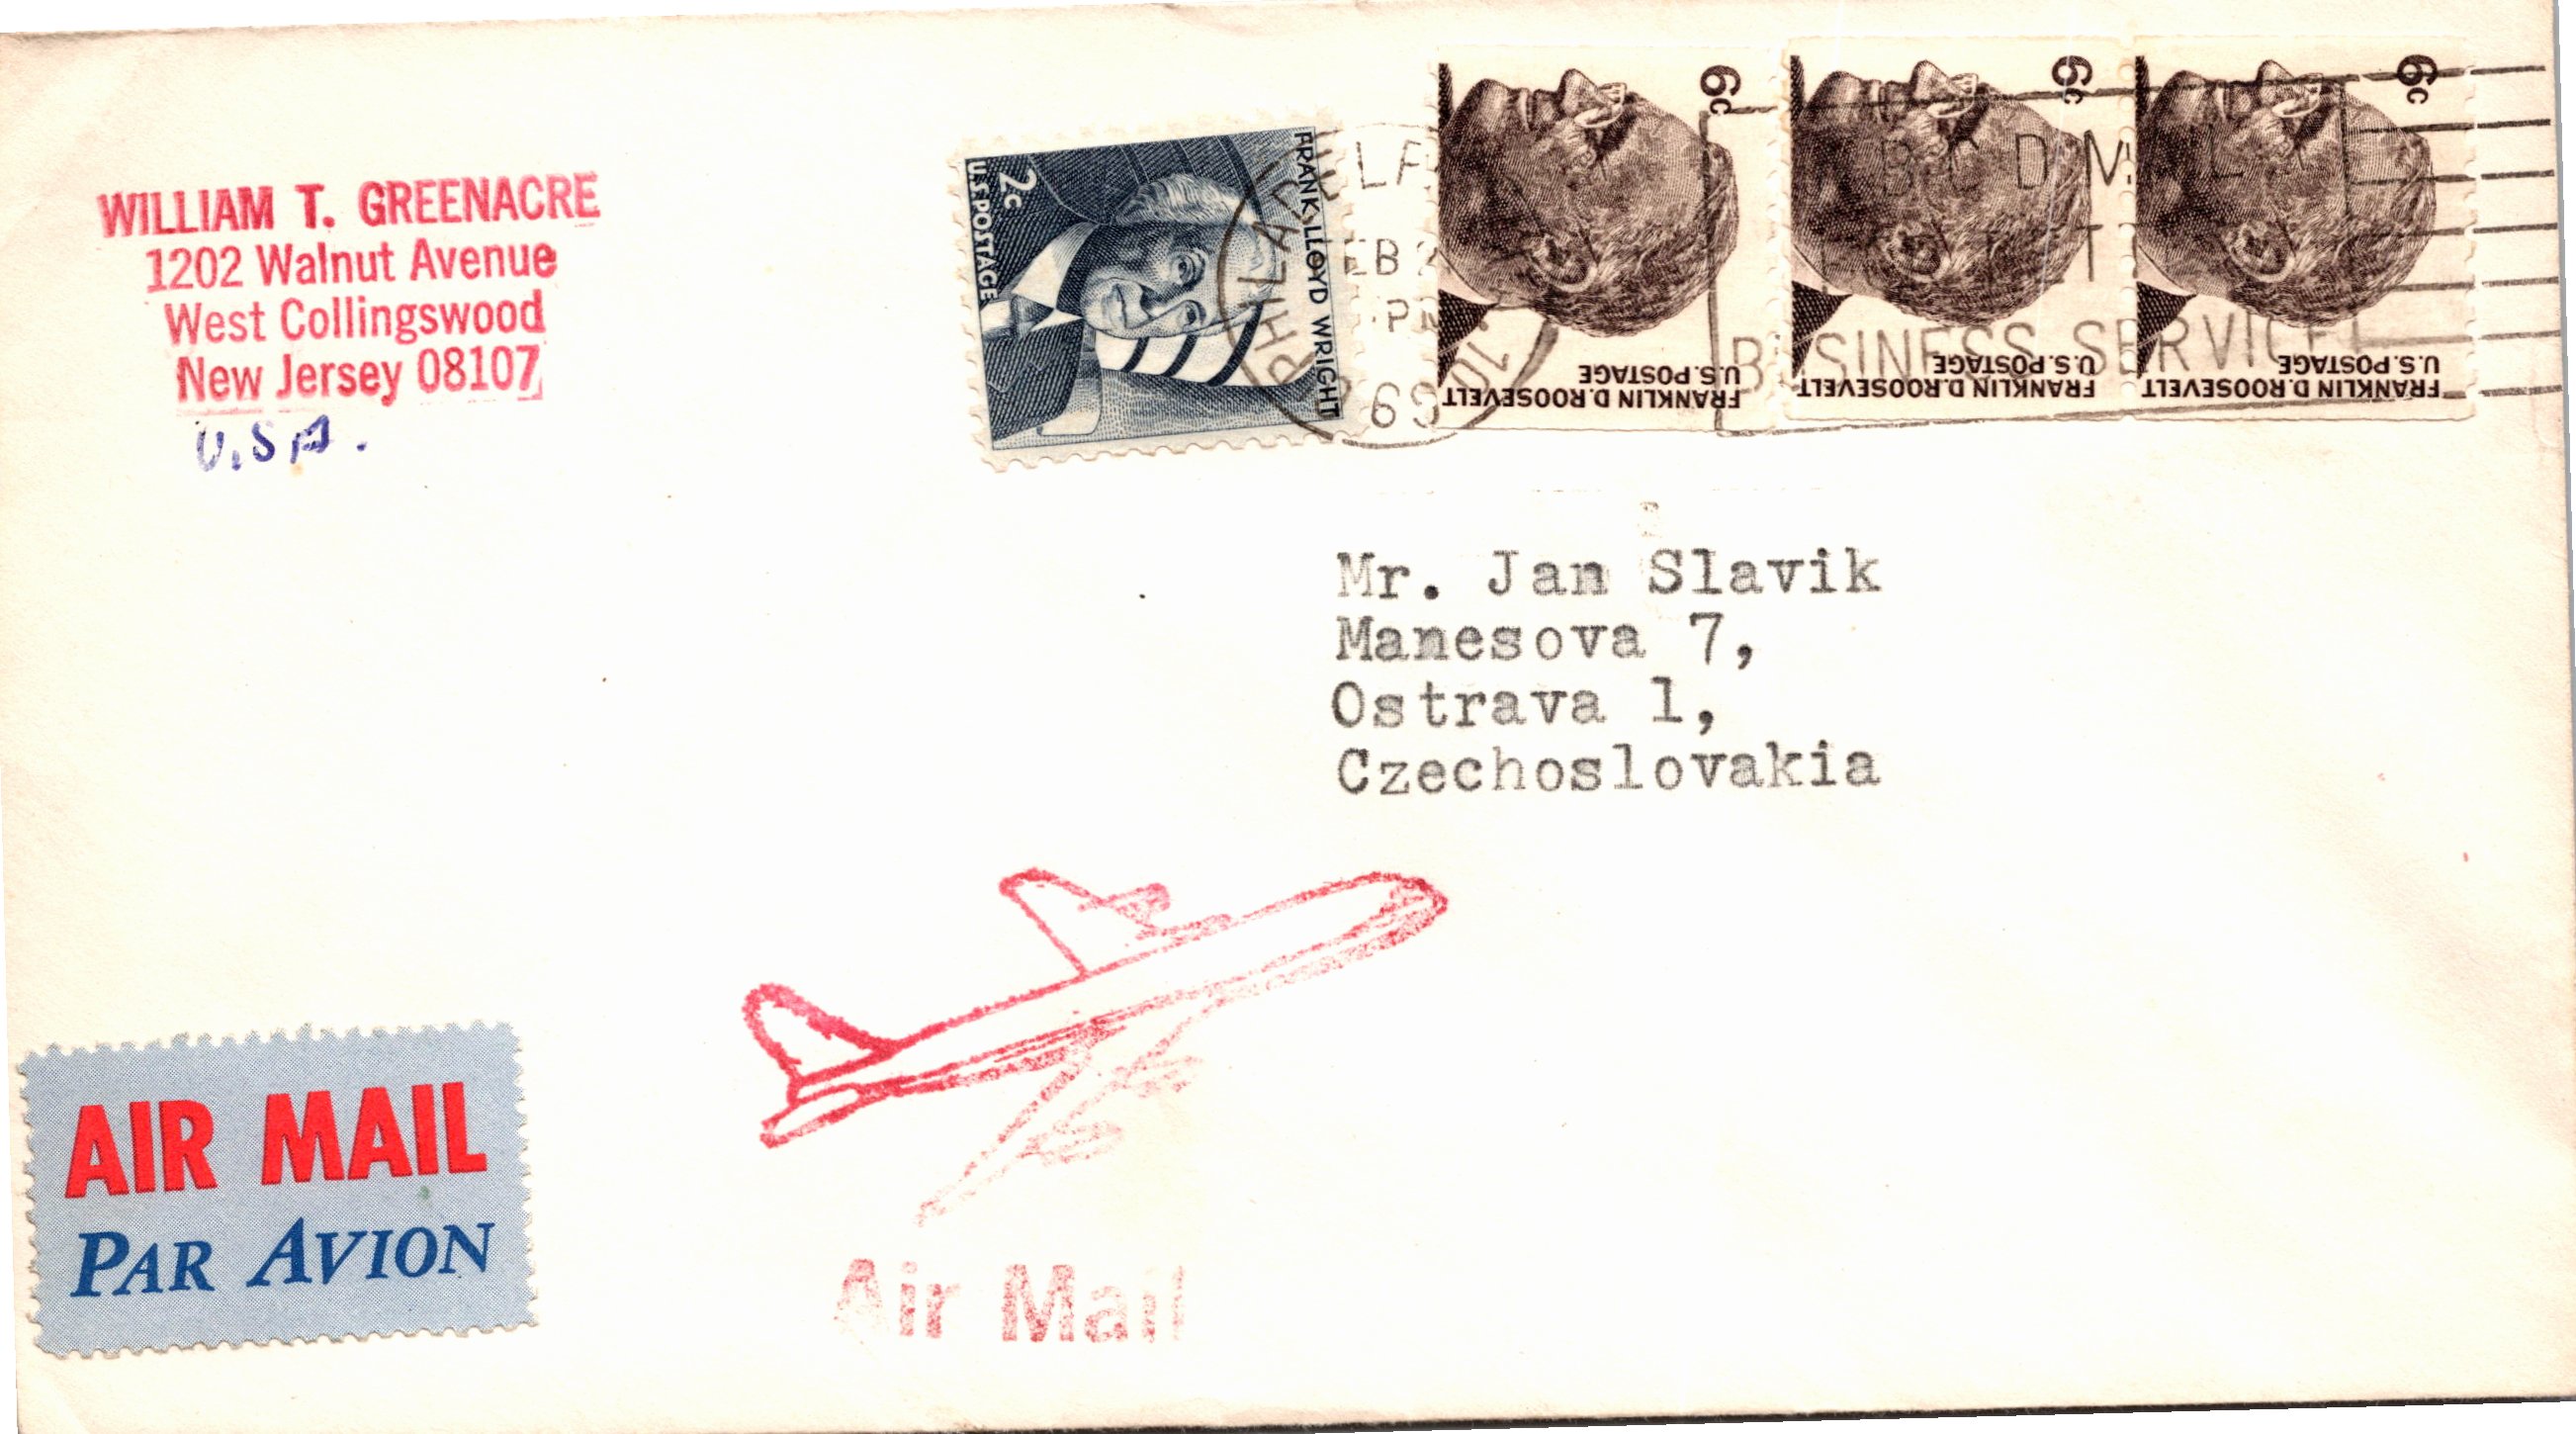 WILLIAM T. GREENACRE
1202 Walnut Avenue
West Collingswood
New Jersey 08107
U.S.A.
FRANK LLOYD WRIGHT
2c
U.S. POSTAGE
6c
FRANKLIN D. ROOSEVELT
U.S. POSTAGE
6c
FRANKLIN D. ROOSEVELT
U.S. POSTAGE
6c
FRANKLIN D. ROOSEVELT
U.S. POSTAGE
PM
BUSINESS SERVICE
Mr. Jan Slavik
Manesova 7,
Ostrava 1,
Czechoslovakia
AIR MAIL
PAR AVION
Air Mail